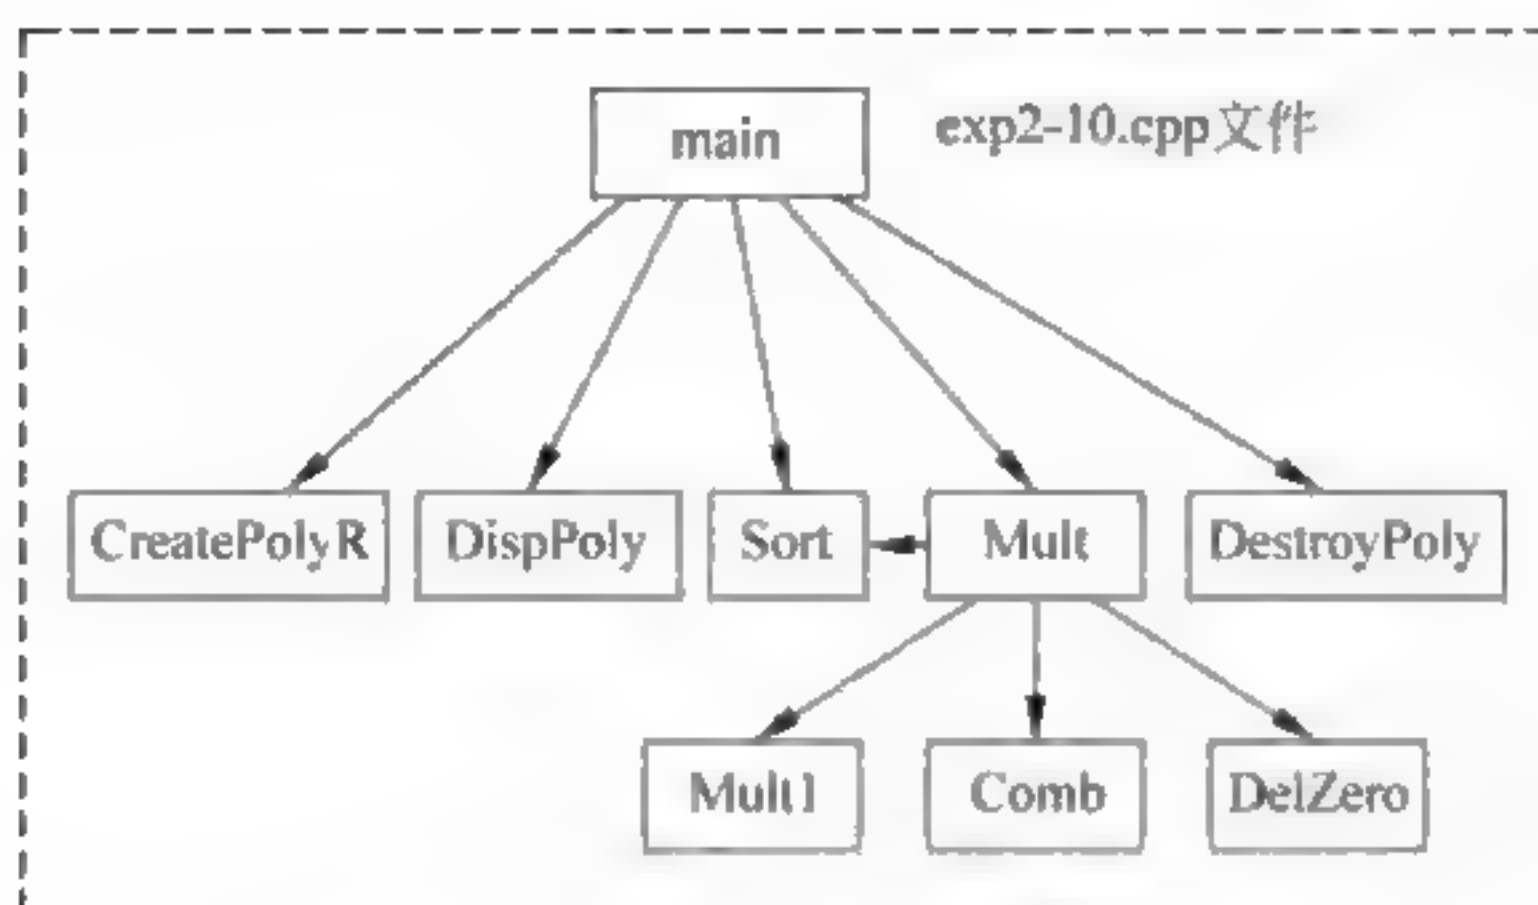 main
exp2-10.cpp文件
CreatePolyR
DispPoly
Sort
Mult
DestroyPoly
Mult1
Comb
DelZero